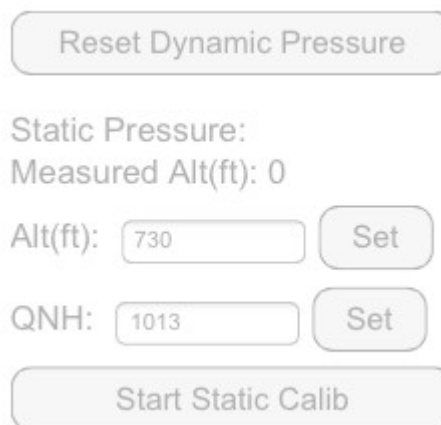 Reset Dynamic Pressure
Static Pressure:
Measured Alt(ft): 0
Alt(ft): 730 Set
QNH: 1013 Set
Start Static Calib